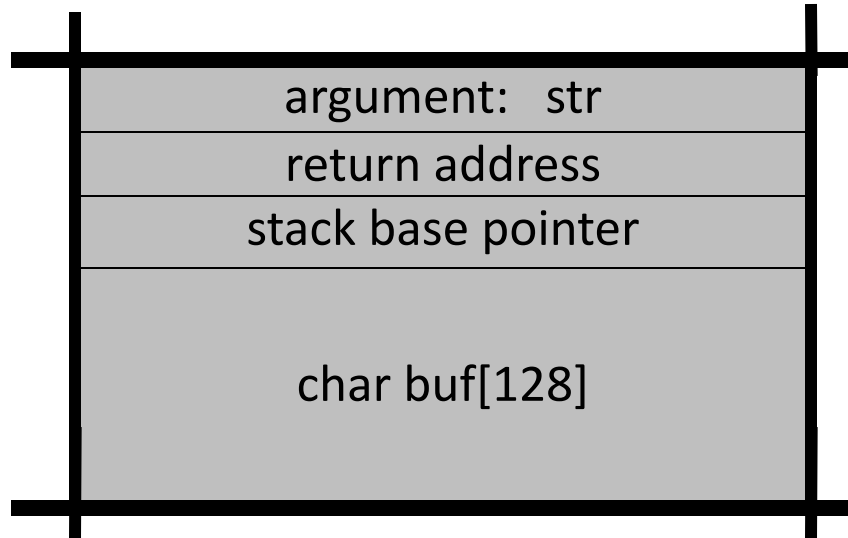 argument: str
return address
stack base pointer
char buf[128]